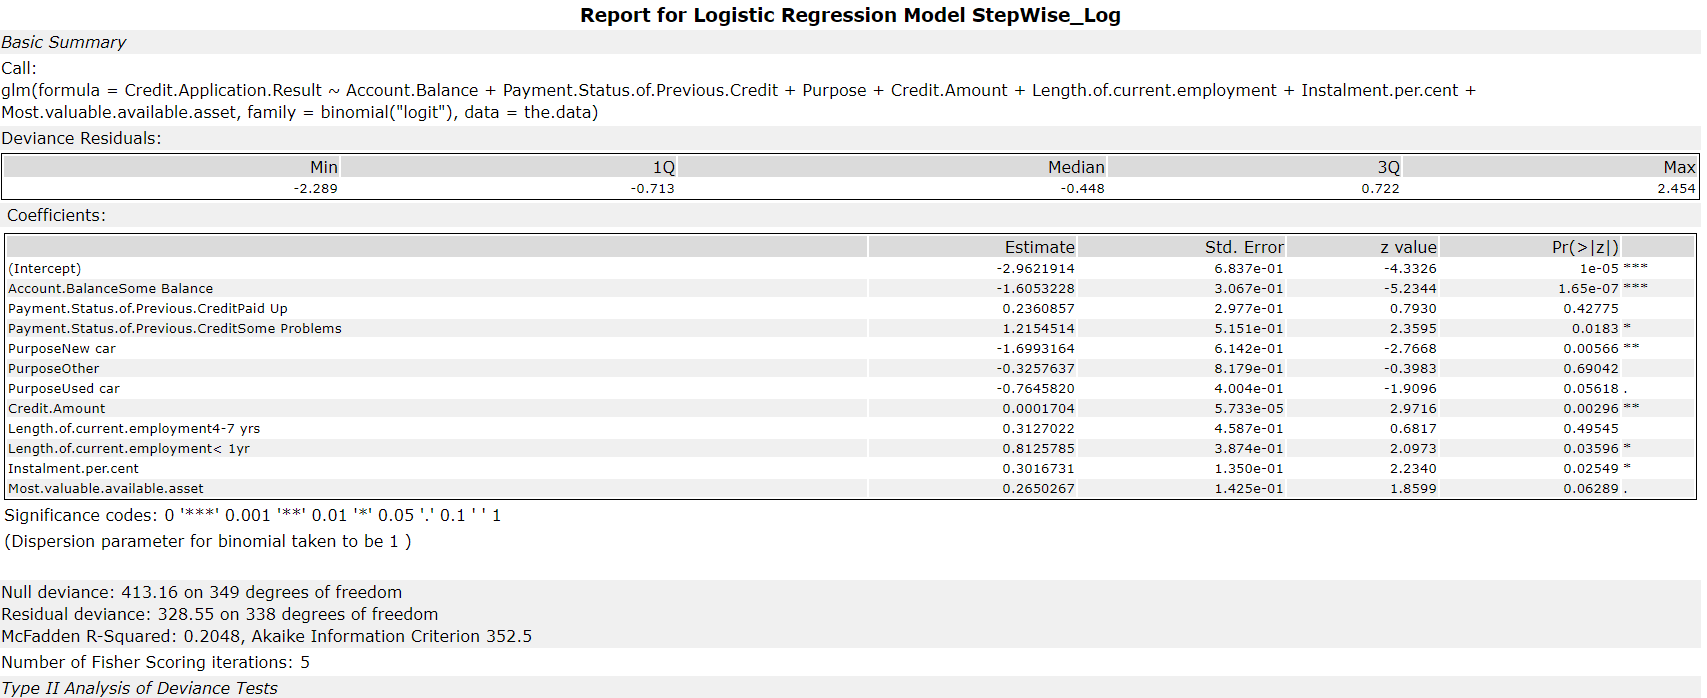 Report for Logistic Regression Model StepWise_Log
Basic Summary
Call:
glm(formula = Credit.Application.Result ~ Account.Balance + Payment.Status.of.Previous.Credit + Purpose + Credit.Amount + Length.of.current.employment + Instalment.per.cent +
Most.valuable.available.asset, family = binomial("logit"), data = the.data)
Deviance Residuals:
Min 1Q Median 3Q Max
-2.289 -0.713 -0.448 0.722 2.454
Coefficients:
Estimate Std. Error z value Pr(>|z|)
(Intercept) -2.9621914 6.837e-01 -4.3326 1e-05 ***
Account.BalanceSome Balance -1.6053228 3.067e-01 -5.2344 1.65e-07 ***
Payment.Status.of.Previous.CreditPaid Up 0.2360857 2.977e-01 0.7930 0.42775
Payment.Status.of.Previous.CreditSome Problems 1.2154514 5.151e-01 2.3595 0.0183 *
PurposeNew car -1.6993164 6.142e-01 -2.7668 0.00566 **
PurposeOther -0.3257637 8.179e-01 -0.3983 0.69042
PurposeUsed car -0.7645820 4.004e-01 -1.9096 0.05618 .
Credit.Amount 0.0001704 5.733e-05 2.9716 0.00296 **
Length.of.current.employment4-7 yrs 0.3127022 4.587e-01 0.6817 0.49545
Length.of.current.employment< 1yr 0.8125785 3.874e-01 2.0973 0.03596 *
Instalment.per.cent 0.3016731 1.350e-01 2.2340 0.02549 *
Most.valuable.available.asset 0.2650267 1.425e-01 1.8599 0.06289 .
Significance codes: 0 '***' 0.001 '**' 0.01 '*' 0.05 '.' 0.1 ' ' 1
(Dispersion parameter for binomial taken to be 1 )
Null deviance: 413.16 on 349 degrees of freedom
Residual deviance: 328.55 on 338 degrees of freedom
McFadden R-Squared: 0.2048, Akaike Information Criterion 352.5
Number of Fisher Scoring iterations: 5
Type II Analysis of Deviance Tests